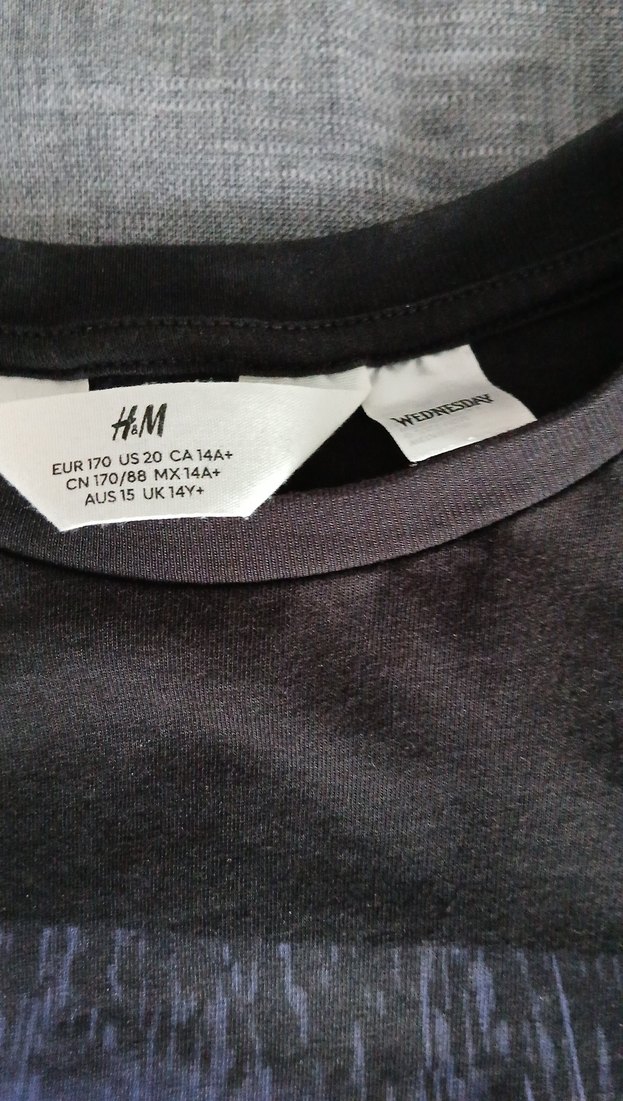 H&M
EUR 170 US 20 CA 14A+
CN 170/88 MX 14A+
AUS 15 UK 14Y+
WEDNESDAY